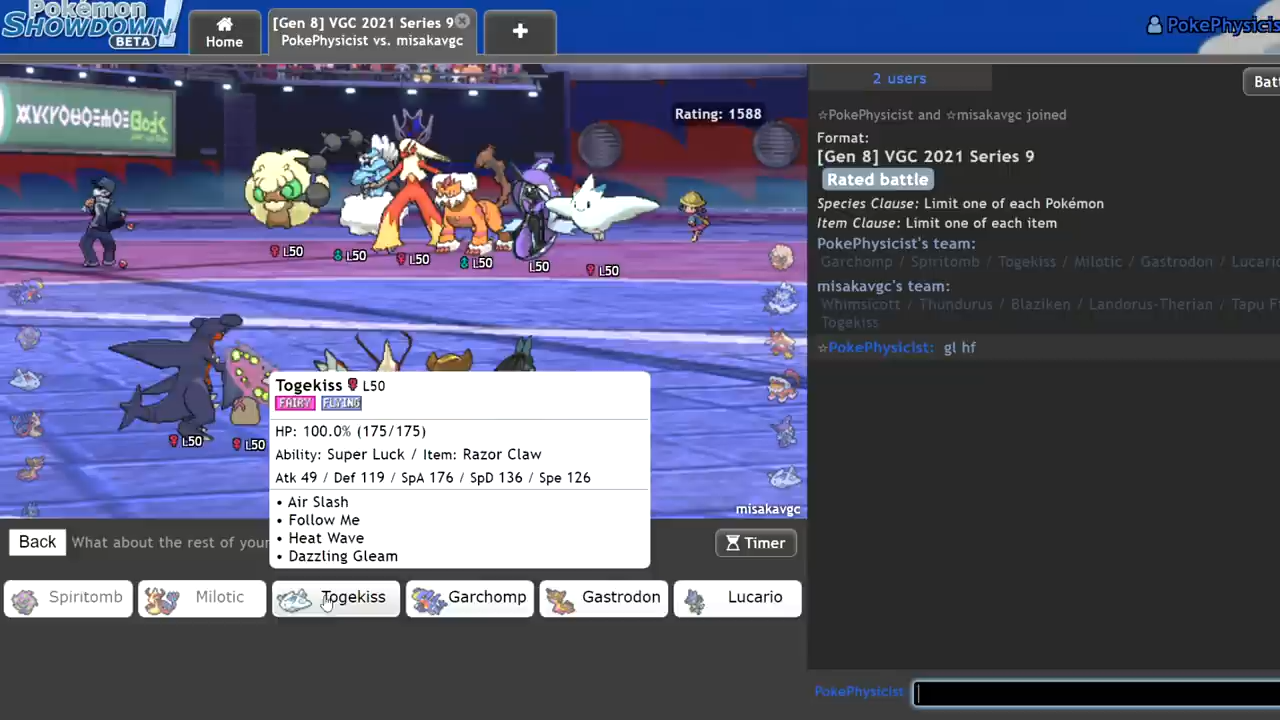 Pokémon
SHOWDOWN!
BETA
Home
[Gen 8] VGC 2021 Series 9
PokePhysicist vs. misakavgc
PokePhysicis
2 users
Bat
☆PokePhysicist and ☆misakavgc joined
Format:
[Gen 8] VGC 2021 Series 9
Rated battle
Species Clause: Limit one of each Pokémon
Item Clause: Limit one of each item
PokePhysicist's team:
Garchomp / Spiritomb / Togekiss / Milotic / Gastrodon / Lucario
misakavgc's team:
Whimsicott / Thundurus / Blaziken / Landorus-Therian / Tapu F
Togekiss
☆PokePhysicist: gl hf
Rating: 1588
L50
L50
L50
L50
L50
L50
L50
L50
Togekiss L50
FAIRY FLYING
HP: 100.0% (175/175)
Ability: Super Luck / Item: Razor Claw
Atk 49 / Def 119 / SpA 176 / SpD 136 / Spe 126
• Air Slash
• Follow Me
• Heat Wave
• Dazzling Gleam
misakavgc
Back What about the rest of your
Timer
Spiritomb Milotic Togekiss Garchomp Gastrodon Lucario
PokePhysicist